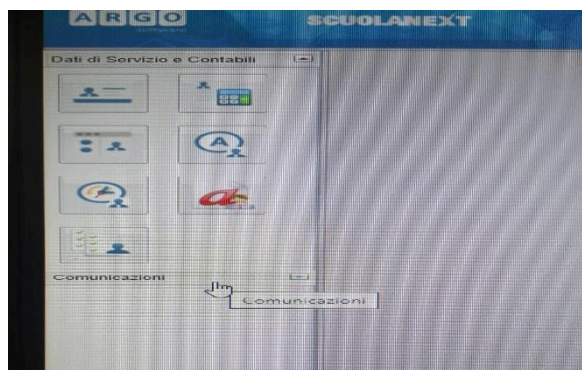 ARGO
software
SCUOLANEXT
Dati di Servizio e Contabili
A
a
Comunicazioni
Comunicazioni